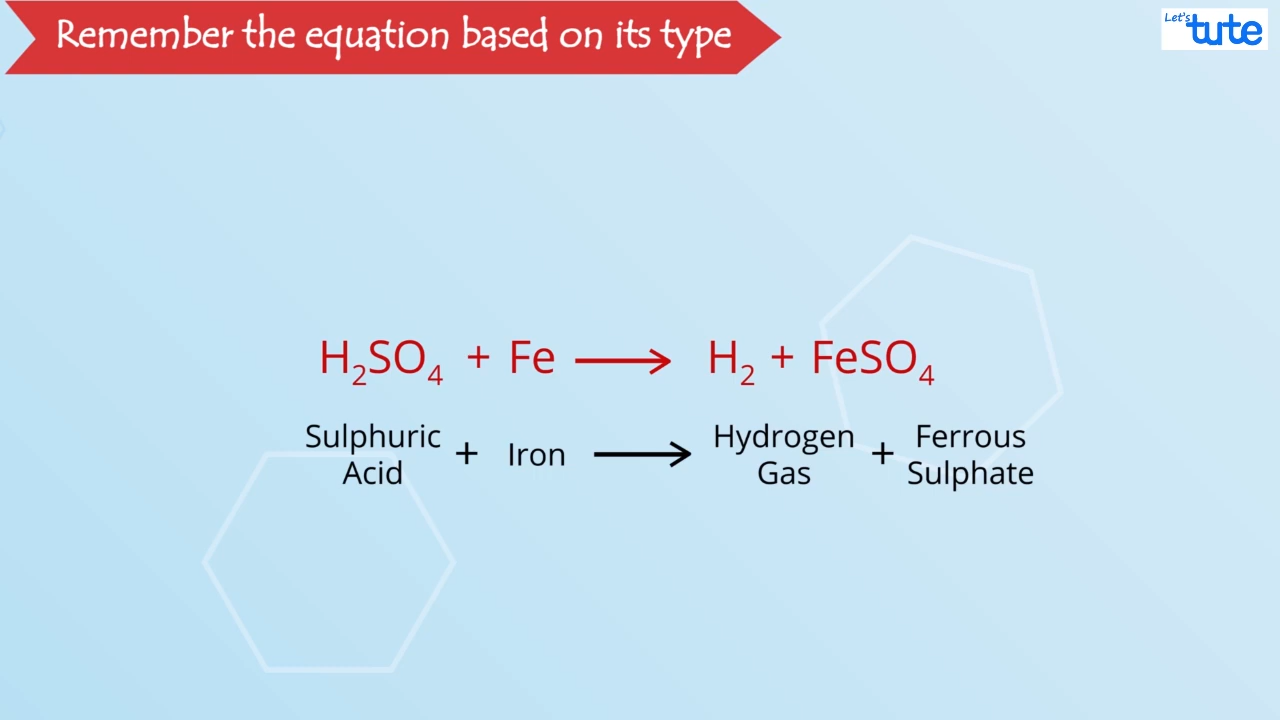 Remember the equation based on its type
Let's
tute
H₂SO₄ + Fe ⟶ H₂ + FeSO₄
Sulphuric Acid + Iron ⟶ Hydrogen Gas + Ferrous Sulphate